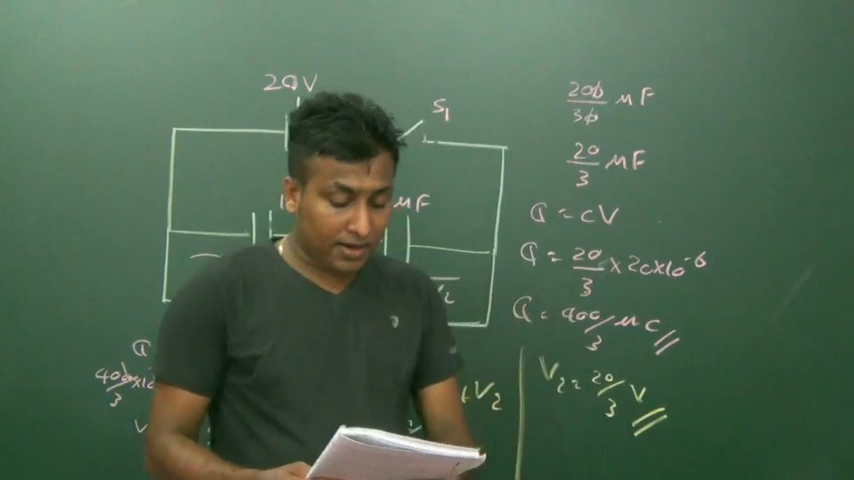 20V
S1
μF
200/30 μF
20/3 μF
Q = CV
Q = 20/3 × 20×10⁻⁶
Q = 400/3 μC
Q
400/3 ×10
V
+V2
V2 = 20/3 V